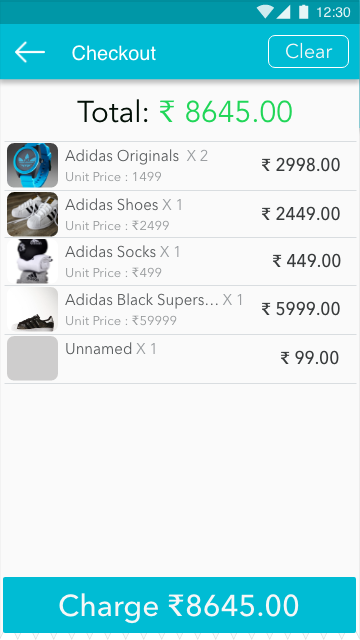 12:30
Checkout
Clear
Total: ₹ 8645.00
Adidas Originals X 2
Unit Price : 1499
₹ 2998.00
Adidas Shoes X 1
Unit Price : ₹2499
₹ 2449.00
Adidas Socks X 1
Unit Price : ₹499
₹ 449.00
Adidas Black Supers... X 1
Unit Price : ₹59999
₹ 5999.00
Unnamed X 1
₹ 99.00
Charge ₹8645.00